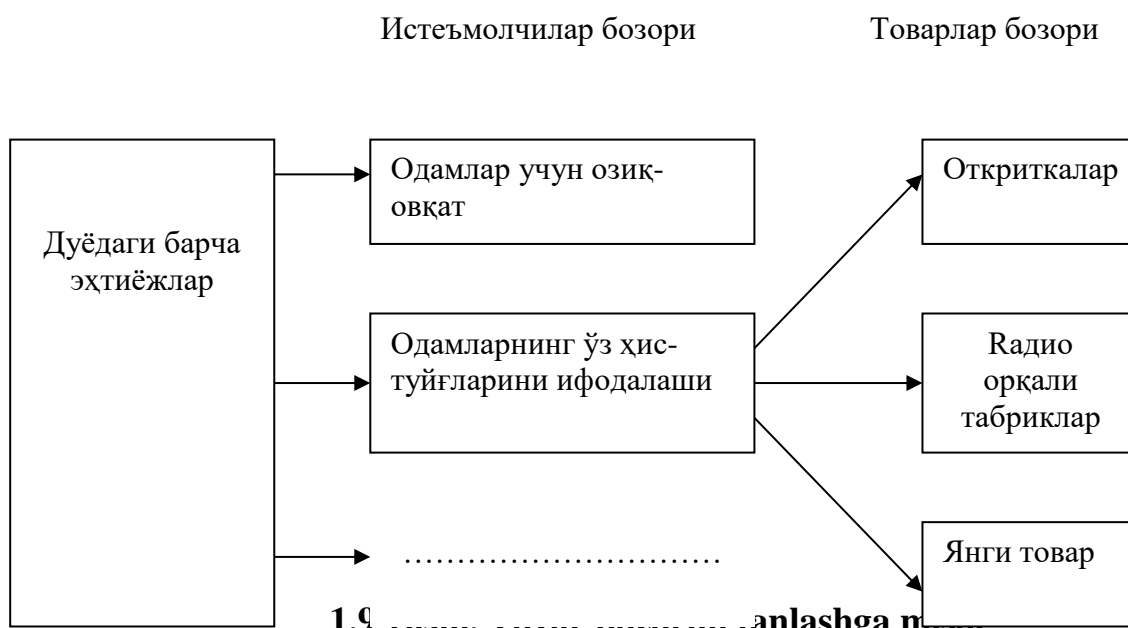 Истеъмолчилар бозори
Товарлар бозори
Дуёдаги барча
эҳтиёжлар
Одамлар учун озиқ-
овқат
Одамларнинг ўз ҳис-
туйғларини ифодалаши
…………………………
Откриткалар
Rадио
орқали
табриклар
Янги товар